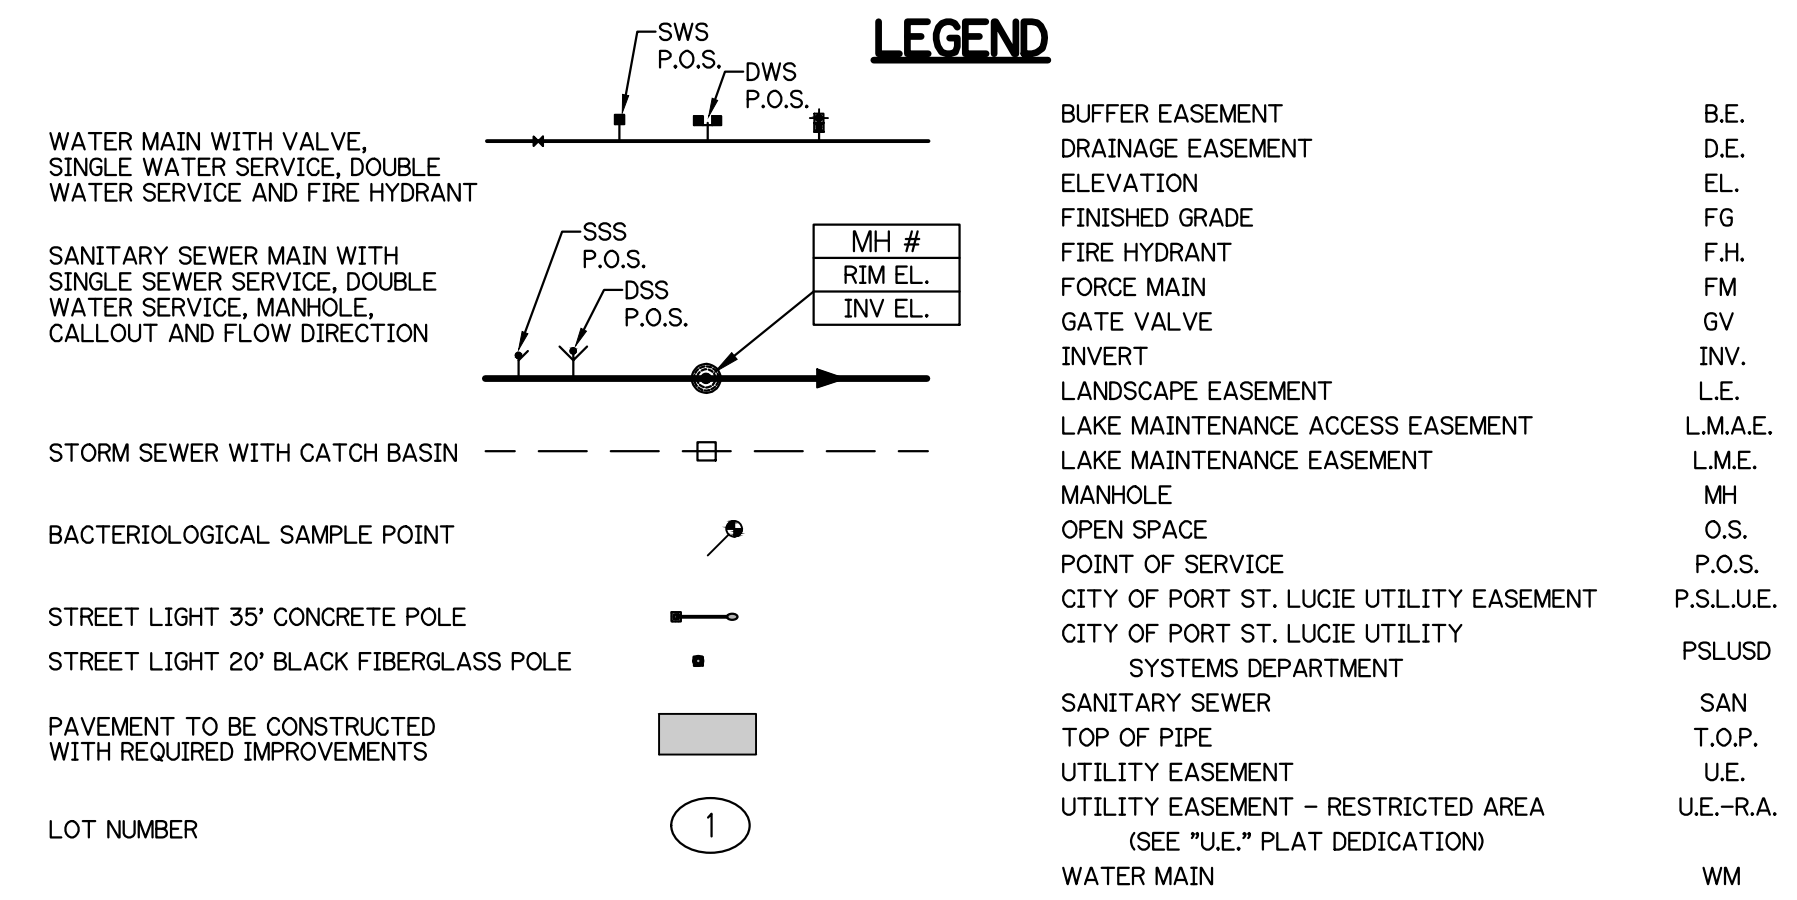 LEGEND
SWS
P.O.S.
DWS
P.O.S.
WATER MAIN WITH VALVE,
SINGLE WATER SERVICE, DOUBLE
WATER SERVICE AND FIRE HYDRANT
SSS
P.O.S.
DSS
P.O.S.
MH #
RIM EL.
INV EL.
SANITARY SEWER MAIN WITH
SINGLE SEWER SERVICE, DOUBLE
WATER SERVICE, MANHOLE,
CALLOUT AND FLOW DIRECTION
STORM SEWER WITH CATCH BASIN
BACTERIOLOGICAL SAMPLE POINT
STREET LIGHT 35' CONCRETE POLE
STREET LIGHT 20' BLACK FIBERGLASS POLE
PAVEMENT TO BE CONSTRUCTED
WITH REQUIRED IMPROVEMENTS
LOT NUMBER 1
BUFFER EASEMENT B.E.
DRAINAGE EASEMENT D.E.
ELEVATION EL.
FINISHED GRADE FG
FIRE HYDRANT F.H.
FORCE MAIN FM
GATE VALVE GV
INVERT INV.
LANDSCAPE EASEMENT L.E.
LAKE MAINTENANCE ACCESS EASEMENT L.M.A.E.
LAKE MAINTENANCE EASEMENT L.M.E.
MANHOLE MH
OPEN SPACE O.S.
POINT OF SERVICE P.O.S.
CITY OF PORT ST. LUCIE UTILITY EASEMENT P.S.L.U.E.
CITY OF PORT ST. LUCIE UTILITY
SYSTEMS DEPARTMENT PSLUSD
SANITARY SEWER SAN
TOP OF PIPE T.O.P.
UTILITY EASEMENT U.E.
UTILITY EASEMENT – RESTRICTED AREA U.E.–R.A.
(SEE "U.E." PLAT DEDICATION)
WATER MAIN WM